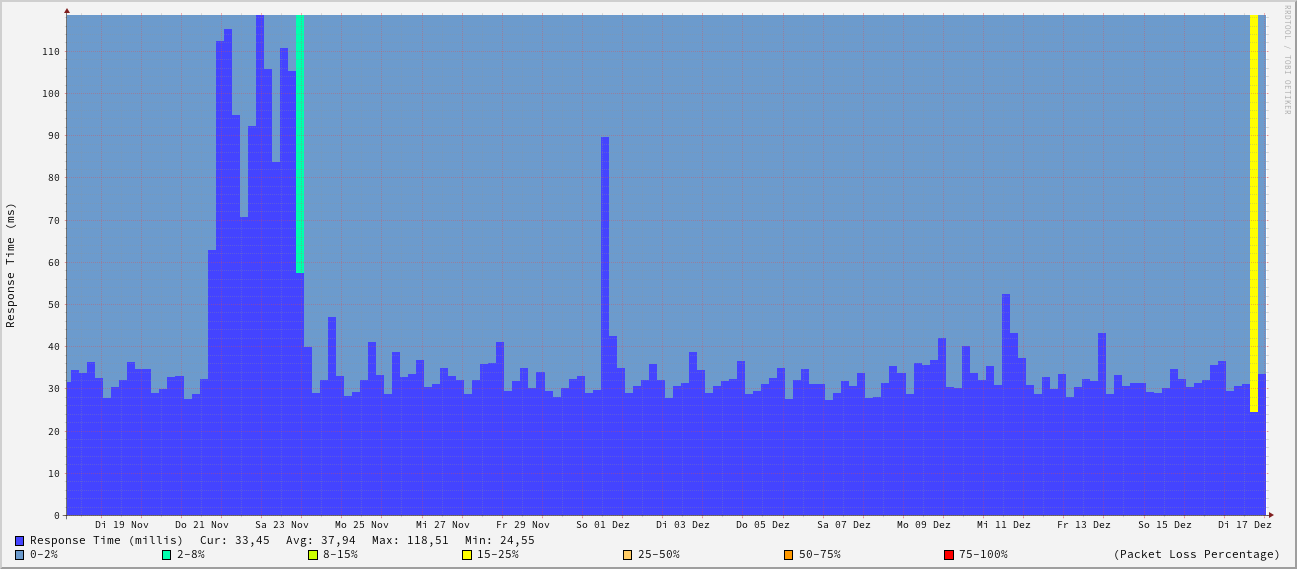 RRDTOOL / TOBI OETIKER
Response Time (ms)
110
100
90
80
70
60
50
40
30
20
10
0
Di 19 Nov Do 21 Nov Sa 23 Nov Mo 25 Nov Mi 27 Nov Fr 29 Nov So 01 Dez Di 03 Dez Do 05 Dez Sa 07 Dez Mo 09 Dez Mi 11 Dez Fr 13 Dez So 15 Dez Di 17 Dez
Response Time (millis) Cur: 33,45 Avg: 37,94 Max: 118,51 Min: 24,55
0-2% 2-8% 8-15% 15-25% 25-50% 50-75% 75-100% (Packet Loss Percentage)